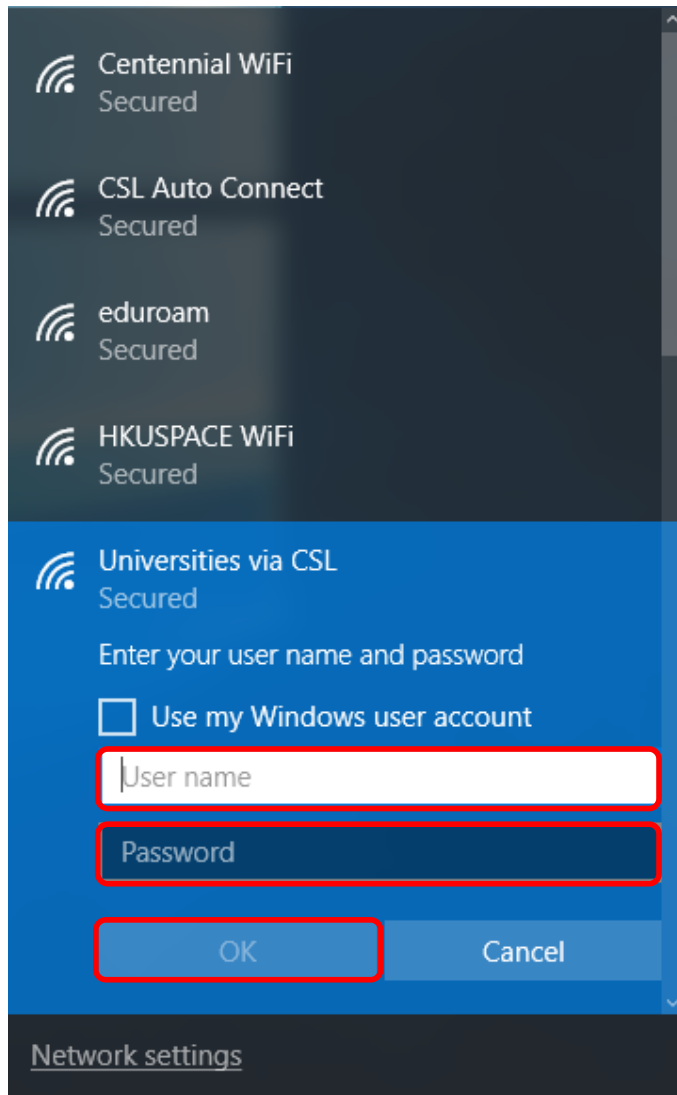 Centennial WiFi
Secured
CSL Auto Connect
Secured
eduroam
Secured
HKUSPACE WiFi
Secured
Universities via CSL
Secured
Enter your user name and password
Use my Windows user account
User name
Password
OK Cancel
Network settings